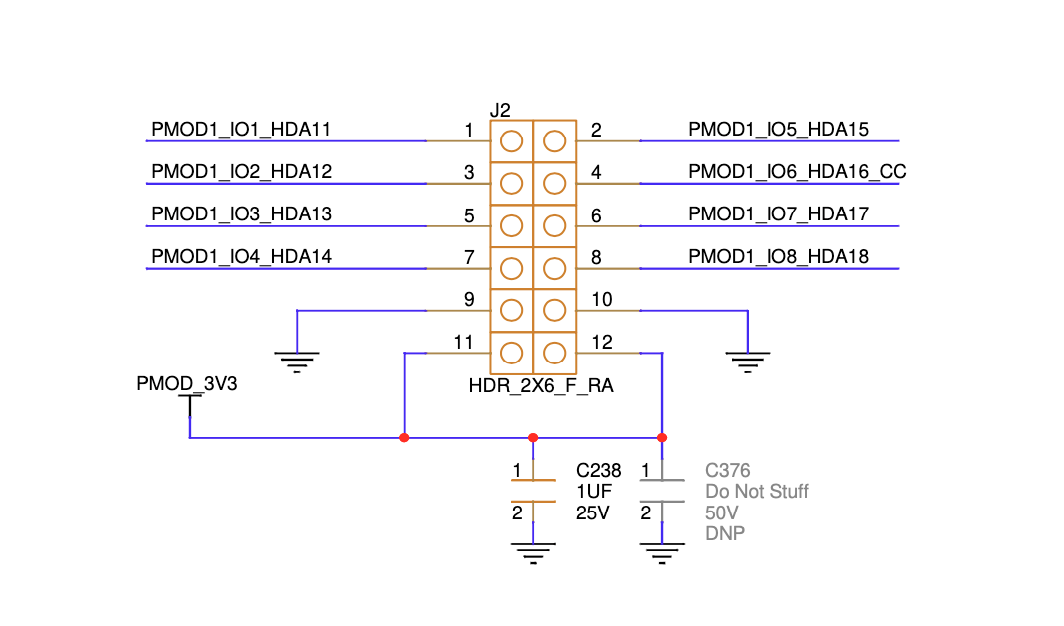 J2
PMOD1_IO1_HDA11 1 2 PMOD1_IO5_HDA15
PMOD1_IO2_HDA12 3 4 PMOD1_IO6_HDA16_CC
PMOD1_IO3_HDA13 5 6 PMOD1_IO7_HDA17
PMOD1_IO4_HDA14 7 8 PMOD1_IO8_HDA18
9 10
11 12
PMOD_3V3 HDR_2X6_F_RA
1 C238 1 C376
1UF Do Not Stuff
2 25V 2 50V
DNP